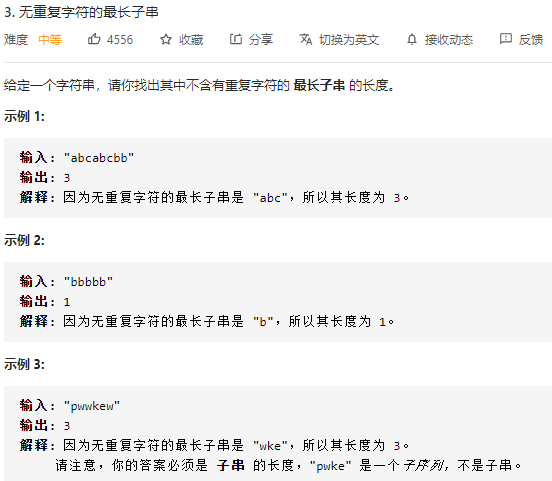 3. 无重复字符的最长子串
难度 中等 4556 收藏 分享 切换为英文 接收动态 反馈
给定一个字符串，请你找出其中不含有重复字符的 最长子串 的长度。
示例 1:
输入: "abcabcbb"
输出: 3
解释: 因为无重复字符的最长子串是 "abc"，所以其长度为 3。
示例 2:
输入: "bbbbb"
输出: 1
解释: 因为无重复字符的最长子串是 "b"，所以其长度为 1。
示例 3:
输入: "pwwkew"
输出: 3
解释: 因为无重复字符的最长子串是 "wke"，所以其长度为 3。
请注意，你的答案必须是 子串 的长度，"pwke" 是一个子序列，不是子串。